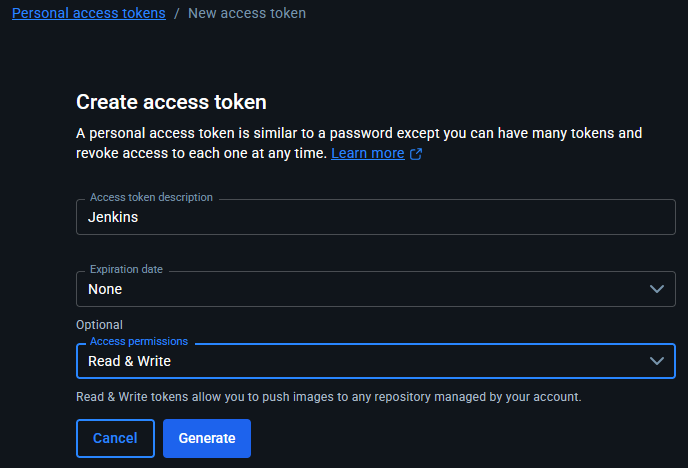 Personal access tokens / New access token
Create access token
A personal access token is similar to a password except you can have many tokens and
revoke access to each one at any time. Learn more
Access token description
Jenkins
Expiration date
None
Optional
Access permissions
Read & Write
Read & Write tokens allow you to push images to any repository managed by your account.
Cancel Generate